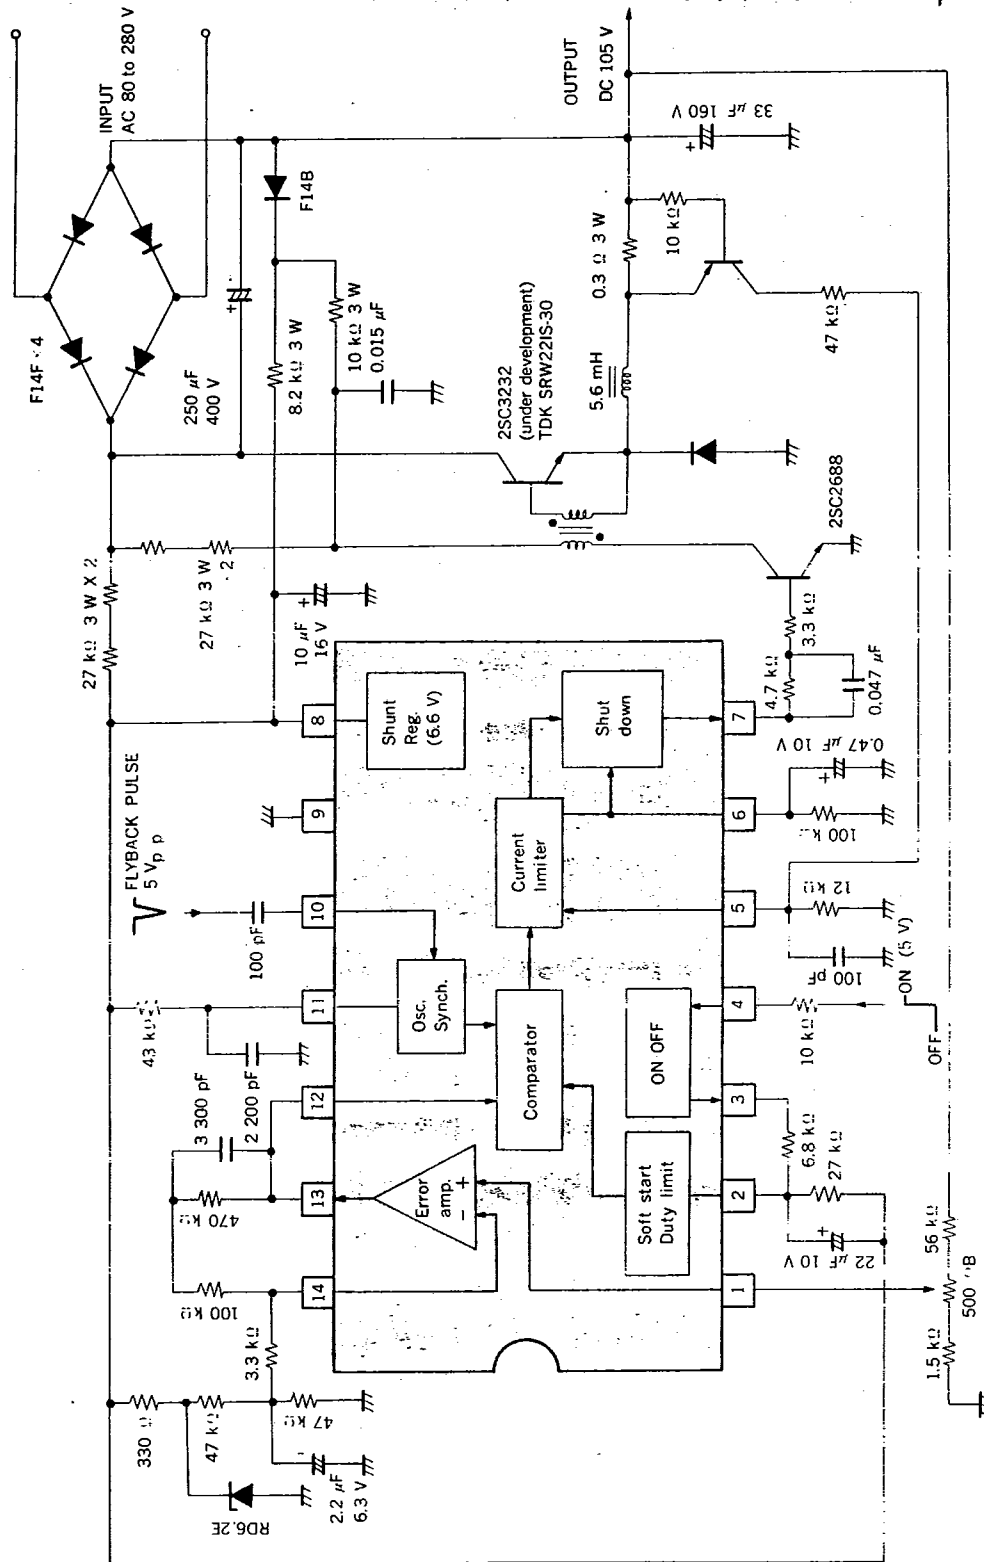 INPUT
AC 80 to 280 V
F14F × 4
250 µF
400 V
F14B
8.2 kΩ 3 W
10 kΩ 3 W
0.015 µF
OUTPUT
DC 105 V
33 µF 160 V
0.3 Ω 3 W
10 kΩ
47 kΩ
5.6 mH
2SC3232
(under development)
TDK SRW22IS-30
2SC2688
27 kΩ 3 W X 2
27 kΩ 3 W
2
10 µF
16 V
3.3 kΩ
4.7 kΩ
0.047 µF
FLYBACK PULSE
5 Vp p
100 pF
43 kΩ
2 200 pF
3 300 pF
470 kΩ
100 kΩ
3.3 kΩ
330 Ω
47 kΩ
47 kΩ
2.2 µF
6.3 V
RD6.2E
14
13
12
11
10
9
8
Error
amp.
+
−
Osc.
Synch.
Comparator
Current
limiter
Shunt
Reg.
(6.6 V)
Shut
down
ON OFF
Soft start
Duty limit
1
2
3
4
5
6
7
0.47 µF 10 V
100 kΩ
12 kΩ
100 pF
ON (5 V)
OFF
10 kΩ
6.8 kΩ
27 kΩ
22 µF 10 V
56 kΩ
500 ΩB
1.5 kΩ